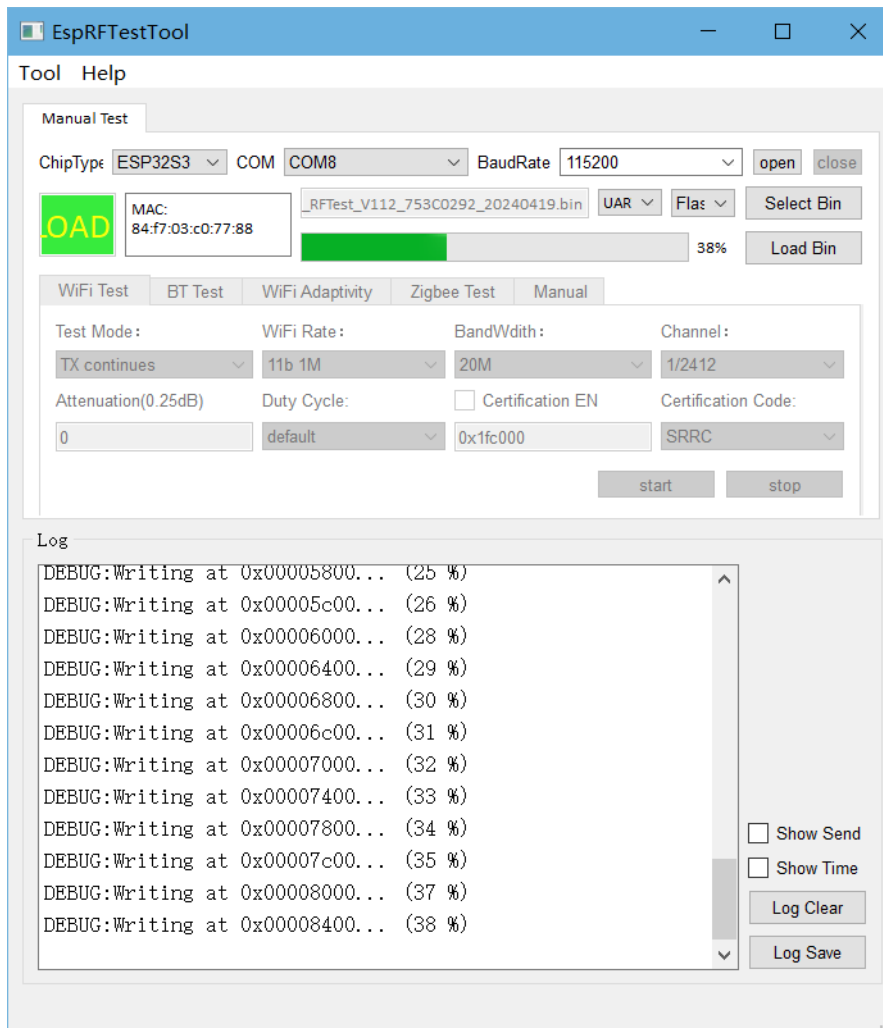 EspRFTestTool
Tool Help
Manual Test
ChipType ESP32S3 COM COM8 BaudRate 115200 open close
LOAD
MAC:
84:f7:03:c0:77:88
_RFTest_V112_753C0292_20240419.bin UAR Flas Select Bin
38% Load Bin
WiFi Test BT Test WiFi Adaptivity Zigbee Test Manual
Test Mode: WiFi Rate: BandWdith: Channel:
TX continues 11b 1M 20M 1/2412
Attenuation(0.25dB) Duty Cycle: Certification EN Certification Code:
0 default 0x1fc000 SRRC
start stop
Log
DEBUG:Writing at 0x00005800... (25 %)
DEBUG:Writing at 0x00005c00... (26 %)
DEBUG:Writing at 0x00006000... (28 %)
DEBUG:Writing at 0x00006400... (29 %)
DEBUG:Writing at 0x00006800... (30 %)
DEBUG:Writing at 0x00006c00... (31 %)
DEBUG:Writing at 0x00007000... (32 %)
DEBUG:Writing at 0x00007400... (33 %)
DEBUG:Writing at 0x00007800... (34 %)
DEBUG:Writing at 0x00007c00... (35 %)
DEBUG:Writing at 0x00008000... (37 %)
DEBUG:Writing at 0x00008400... (38 %)
Show Send
Show Time
Log Clear
Log Save